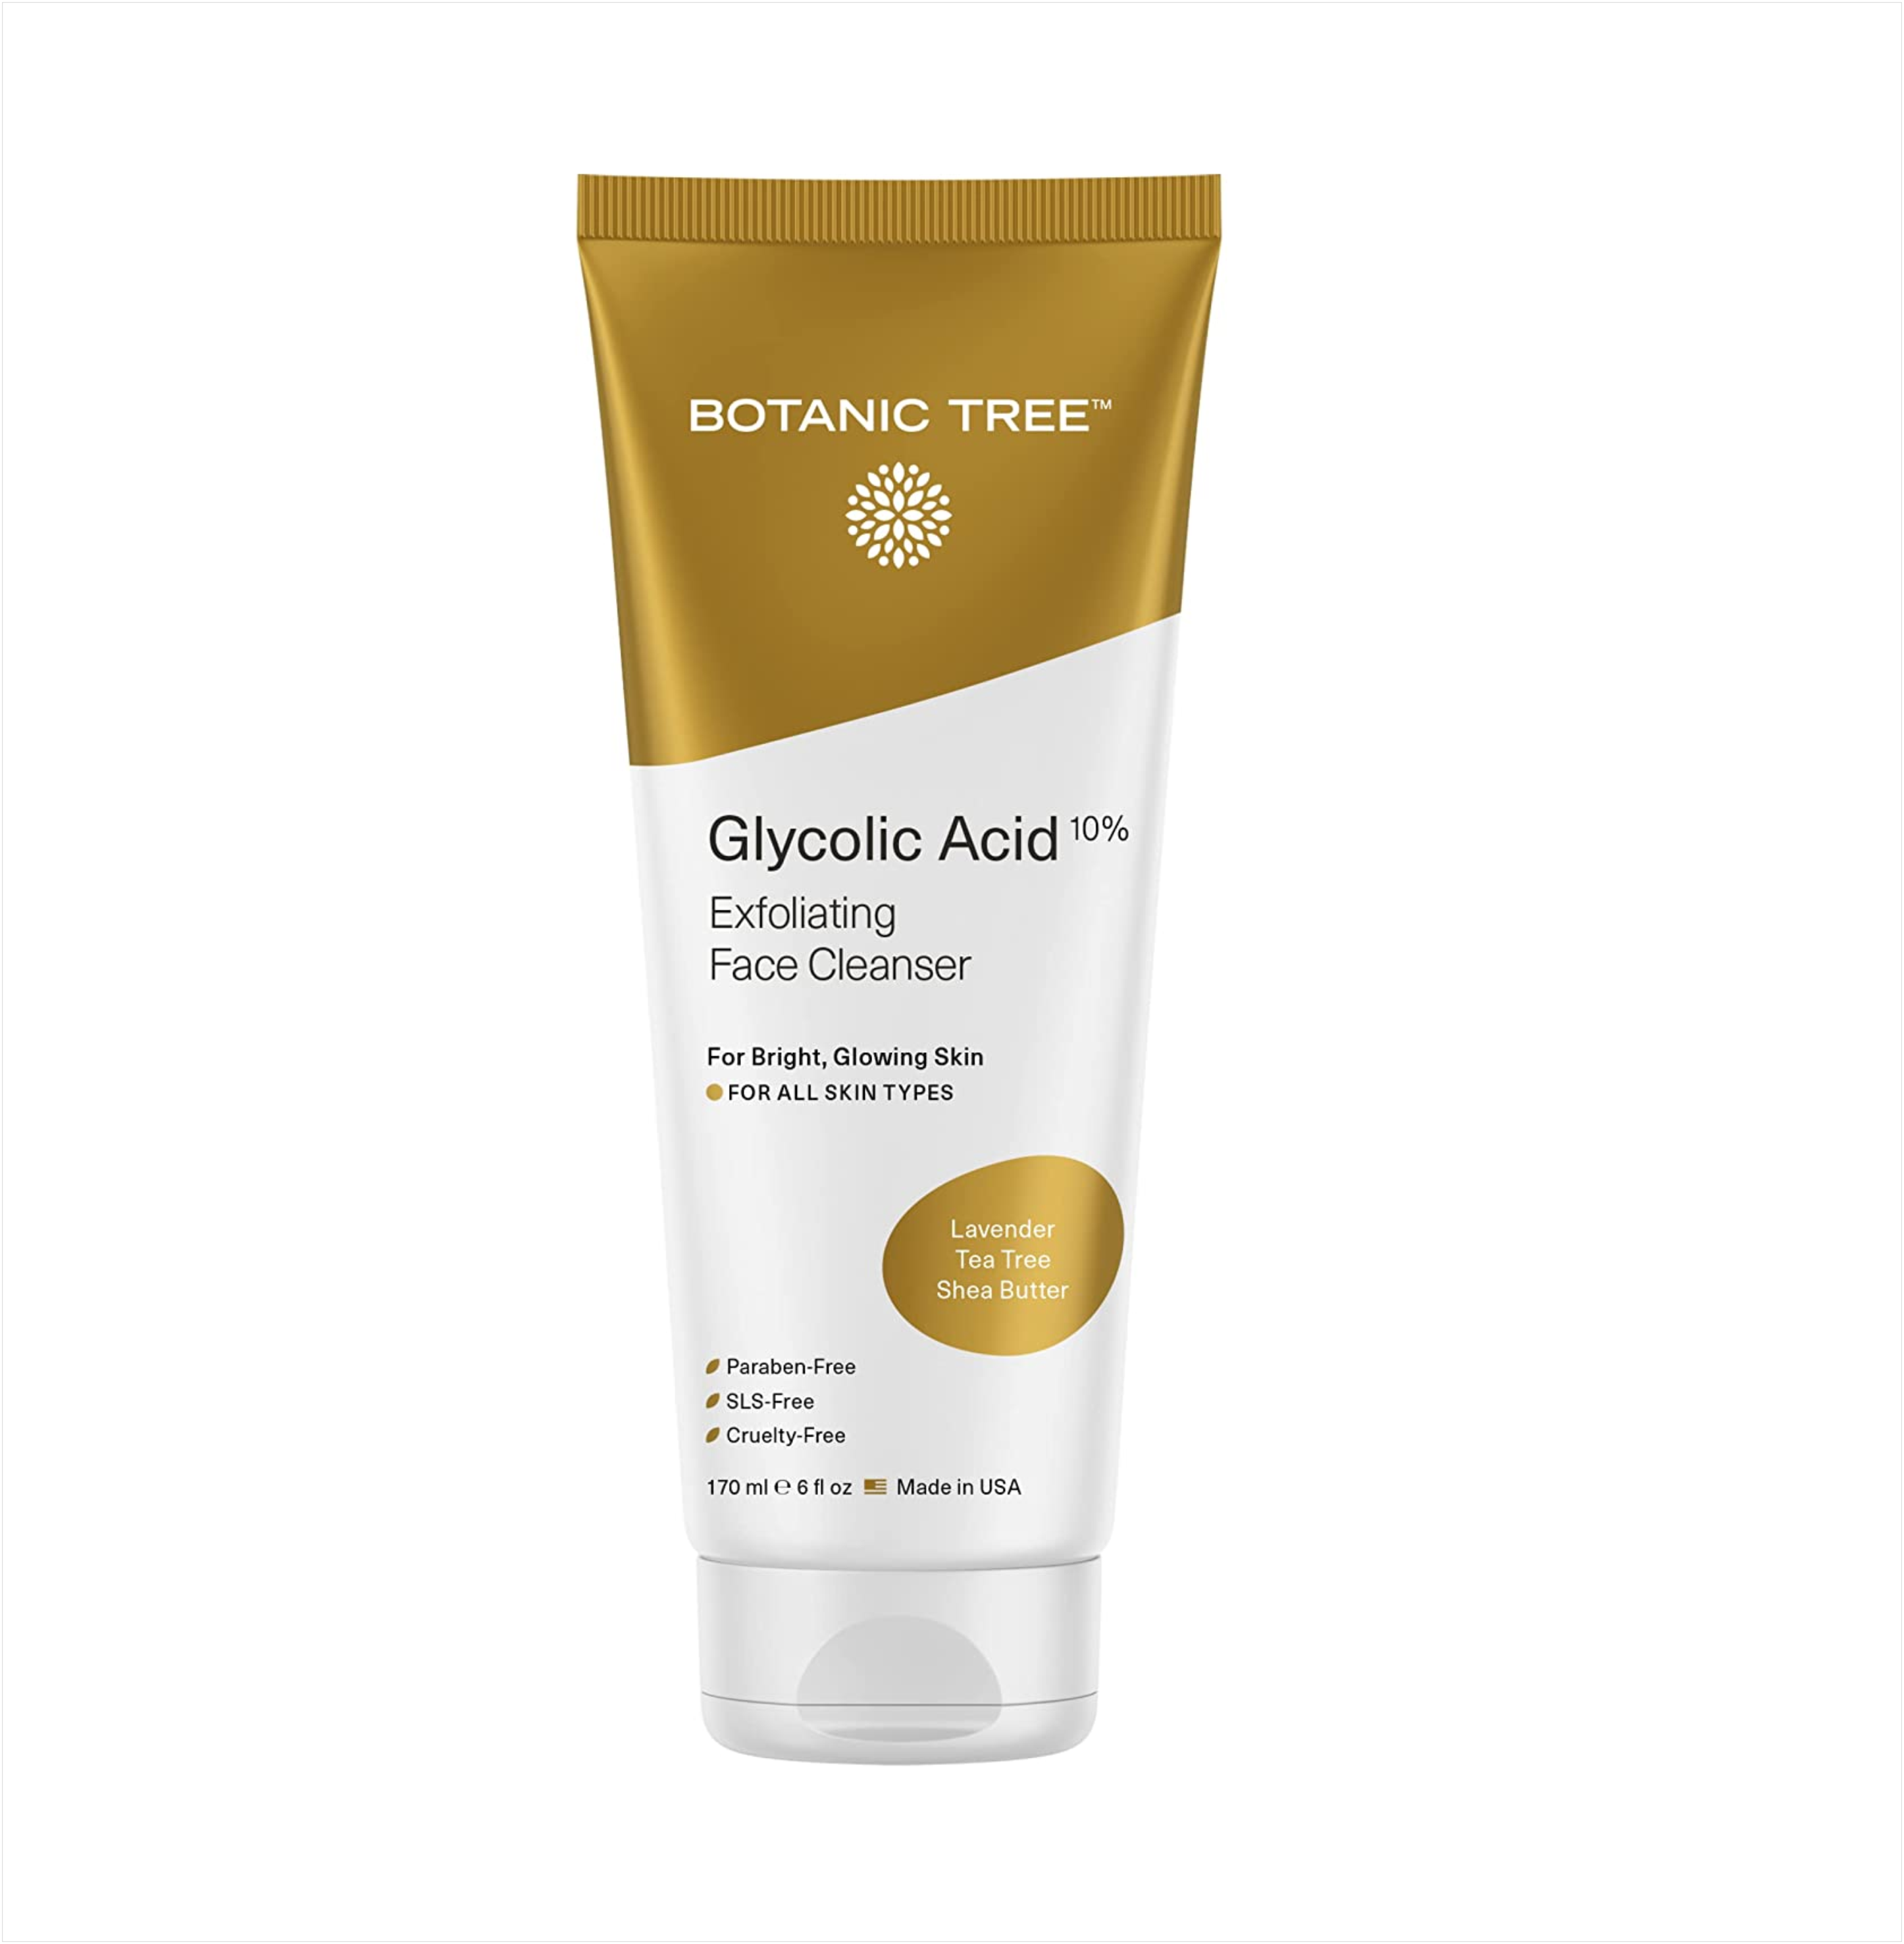 BOTANIC TREE™
Glycolic Acid 10%
Exfoliating
Face Cleanser
For Bright, Glowing Skin
FOR ALL SKIN TYPES
Lavender
Tea Tree
Shea Butter
Paraben-Free
SLS-Free
Cruelty-Free
170 ml ℮ 6 fl oz Made in USA